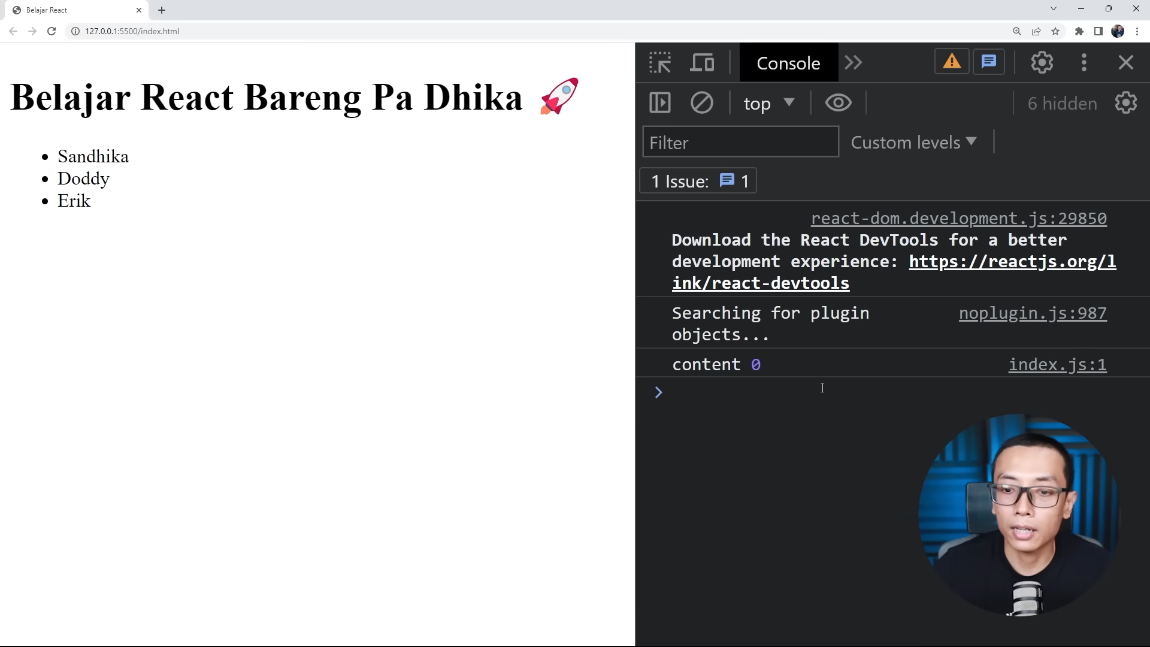 Belajar React
127.0.0.1:5500/index.html
Belajar React Bareng Pa Dhika 🚀
Sandhika
Doddy
Erik
Console
top
6 hidden
Filter
Custom levels
1 Issue: 1
react-dom.development.js:29850
Download the React DevTools for a better
development experience: https://reactjs.org/l
ink/react-devtools
Searching for plugin noplugin.js:987
objects...
content 0 index.js:1